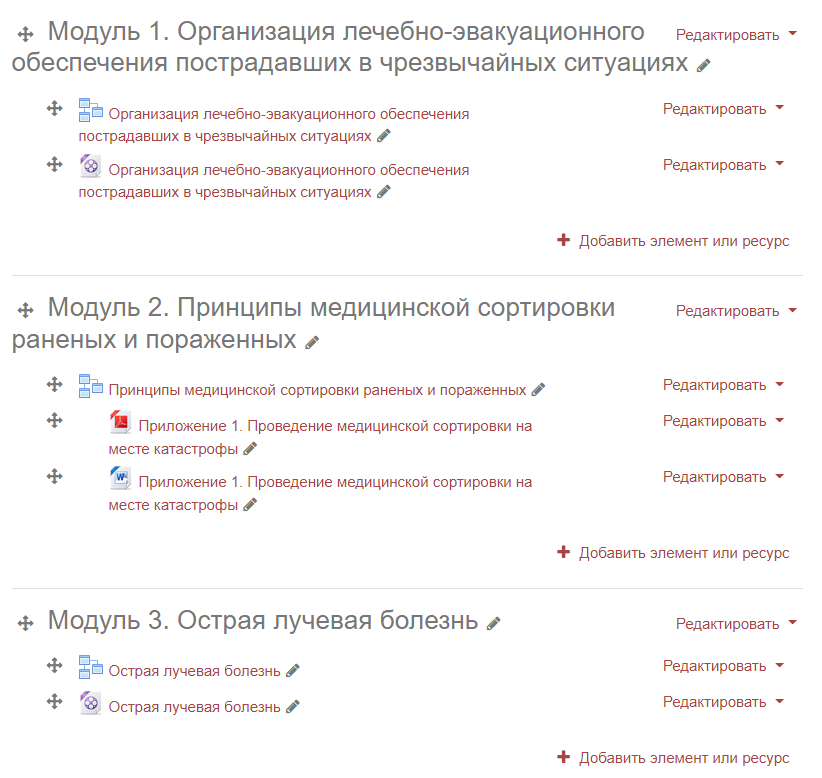 Модуль 1. Организация лечебно-эвакуационного Редактировать
обеспечения пострадавших в чрезвычайных ситуациях
Организация лечебно-эвакуационного обеспечения Редактировать
пострадавших в чрезвычайных ситуациях
Организация лечебно-эвакуационного обеспечения Редактировать
пострадавших в чрезвычайных ситуациях
Добавить элемент или ресурс
Модуль 2. Принципы медицинской сортировки Редактировать
раненых и пораженных
Принципы медицинской сортировки раненых и пораженных Редактировать
Приложение 1. Проведение медицинской сортировки на Редактировать
месте катастрофы
Приложение 1. Проведение медицинской сортировки на Редактировать
месте катастрофы
Добавить элемент или ресурс
Модуль 3. Острая лучевая болезнь Редактировать
Острая лучевая болезнь Редактировать
Острая лучевая болезнь Редактировать
Добавить элемент или ресурс